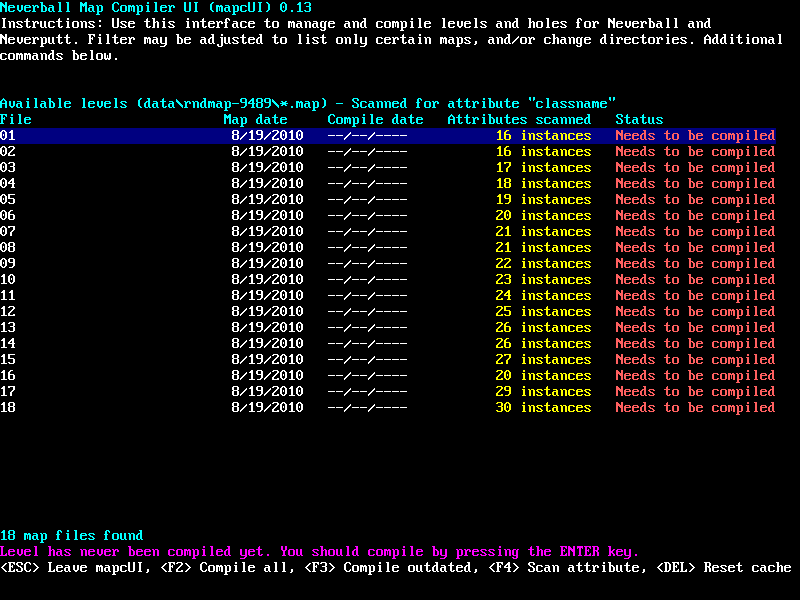 Neverball Map Compiler UI (mapcUI) 0.13
Instructions: Use this interface to manage and compile levels and holes for Neverball and
Neverputt. Filter may be adjusted to list only certain maps, and/or change directories. Additional
commands below.
Available levels (data\rndmap-9489\*.map) - Scanned for attribute "classname"
File Map date Compile date Attributes scanned Status
01 8/19/2010 --/--/---- 16 instances Needs to be compiled
02 8/19/2010 --/--/---- 16 instances Needs to be compiled
03 8/19/2010 --/--/---- 17 instances Needs to be compiled
04 8/19/2010 --/--/---- 18 instances Needs to be compiled
05 8/19/2010 --/--/---- 19 instances Needs to be compiled
06 8/19/2010 --/--/---- 20 instances Needs to be compiled
07 8/19/2010 --/--/---- 21 instances Needs to be compiled
08 8/19/2010 --/--/---- 21 instances Needs to be compiled
09 8/19/2010 --/--/---- 22 instances Needs to be compiled
10 8/19/2010 --/--/---- 23 instances Needs to be compiled
11 8/19/2010 --/--/---- 24 instances Needs to be compiled
12 8/19/2010 --/--/---- 25 instances Needs to be compiled
13 8/19/2010 --/--/---- 26 instances Needs to be compiled
14 8/19/2010 --/--/---- 26 instances Needs to be compiled
15 8/19/2010 --/--/---- 27 instances Needs to be compiled
16 8/19/2010 --/--/---- 20 instances Needs to be compiled
17 8/19/2010 --/--/---- 29 instances Needs to be compiled
18 8/19/2010 --/--/---- 30 instances Needs to be compiled
18 map files found
Level has never been compiled yet. You should compile by pressing the ENTER key.
<ESC> Leave mapcUI, <F2> Compile all, <F3> Compile outdated, <F4> Scan attribute, <DEL> Reset cache